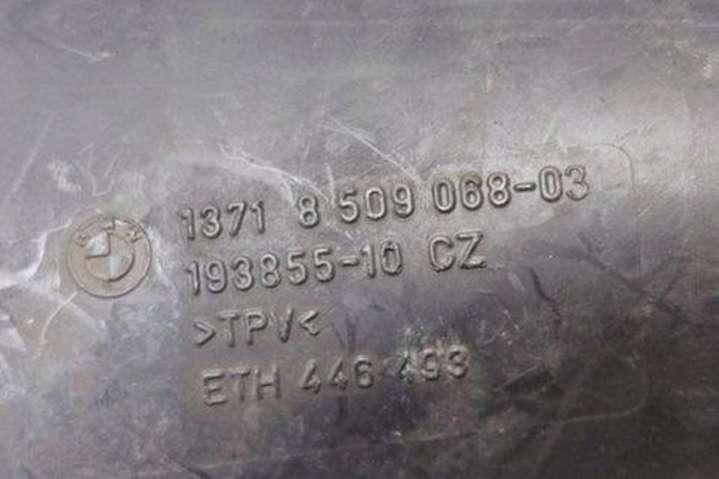 1371 8 509 068-03
193855-10 CZ
>TPV<
ETH 446 493